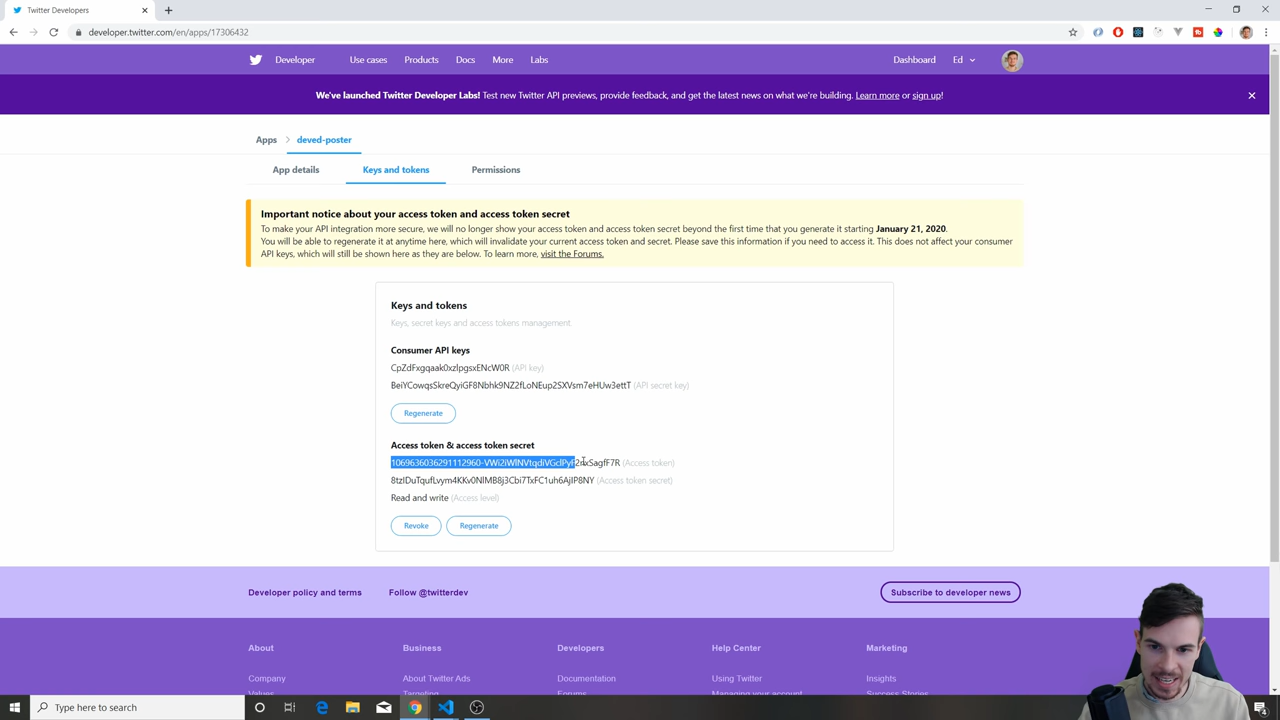 Twitter Developers
developer.twitter.com/en/apps/17306432
Developer
Use cases
Products
Docs
More
Labs
Dashboard
Ed
We've launched Twitter Developer Labs! Test new Twitter API previews, provide feedback, and get the latest news on what we're building. Learn more or sign up!
Apps
deved-poster
App details
Keys and tokens
Permissions
Important notice about your access token and access token secret
To make your API integration more secure, we will no longer show your access token and access token secret beyond the first time that you generate it starting January 21, 2020.
You will be able to regenerate it at anytime here, which will invalidate your current access token and secret. Please save this information if you need to access it. This does not affect your consumer
API keys, which will still be shown here as they are below. To learn more, visit the Forums.
Keys and tokens
Keys, secret keys and access tokens management
Consumer API keys
(API key)
(API secret key)
Regenerate
Access token & access token secret
(Access token)
(Access token secret)
Read and write (Access level)
Revoke
Regenerate
Developer policy and terms
Follow @twitterdev
Subscribe to developer news
About
Business
Developers
Help Center
Marketing
Company
About Twitter Ads
Documentation
Using Twitter
Insights
Values
Targeting
Forums
Managing your account
Success Stories
Type here to search
4